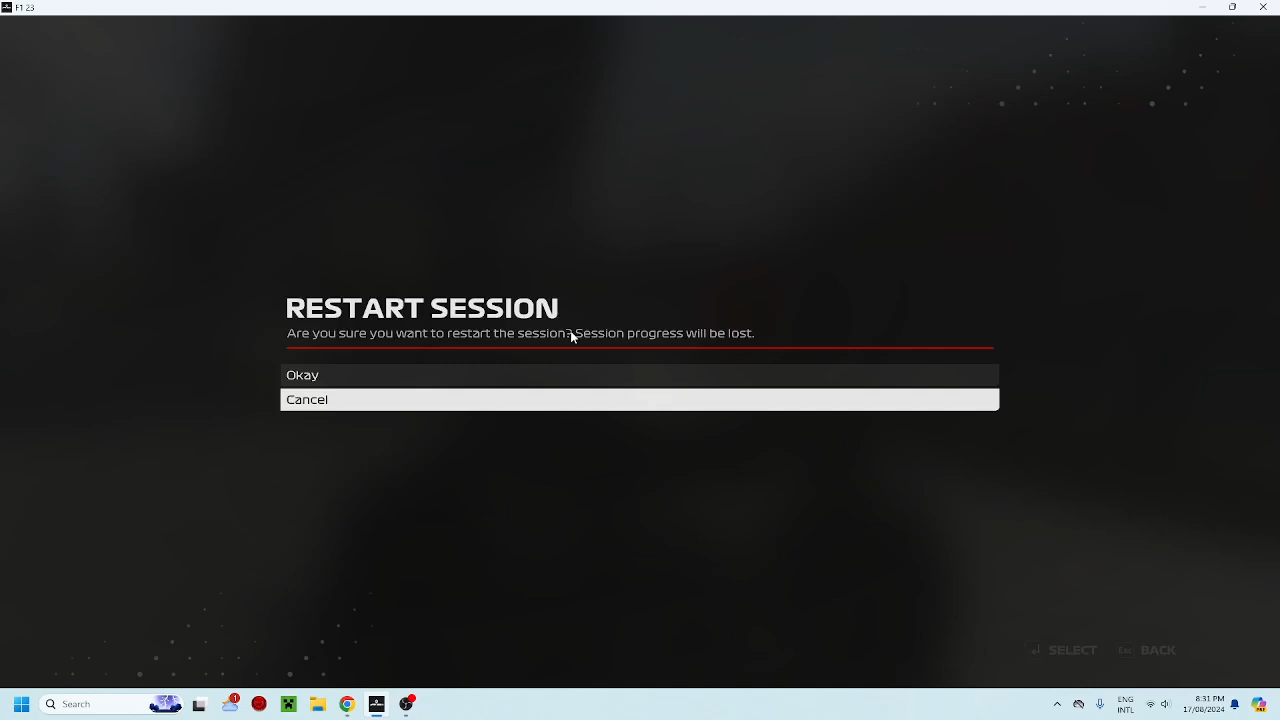 F1 23
RESTART SESSION
Are you sure you want to restart the session? Session progress will be lost.
Okay
Cancel
SELECT
Esc BACK
Search
1
ENG
INTL
8:31 PM
17/08/2024